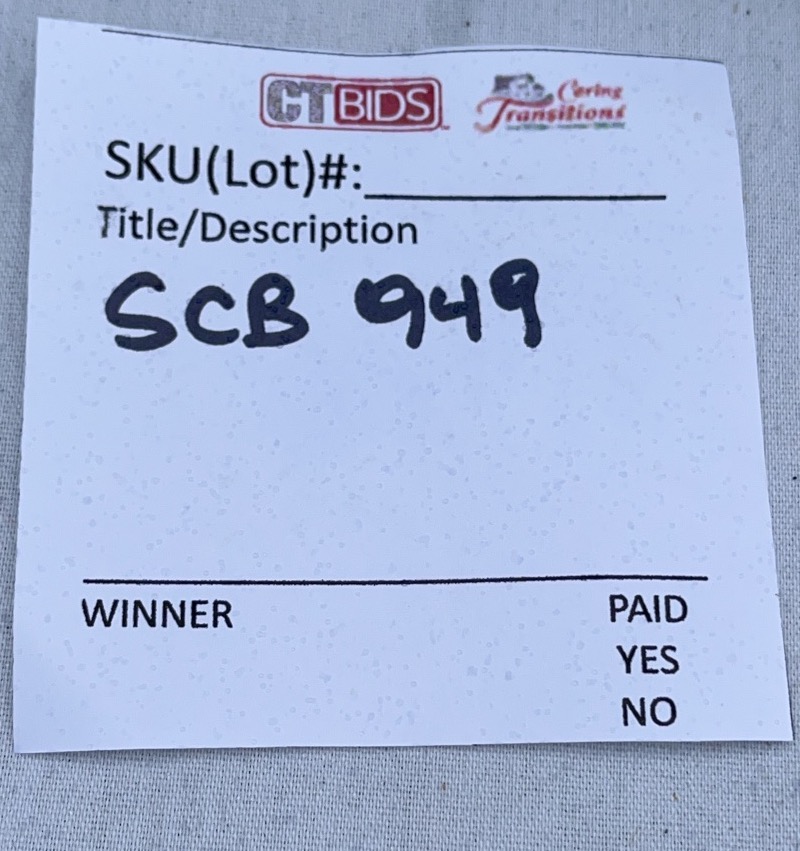 CTBIDS
Caring
Transitions
SKU(Lot)#:
Title/Description
SCB 949
WINNER
PAID
YES
NO